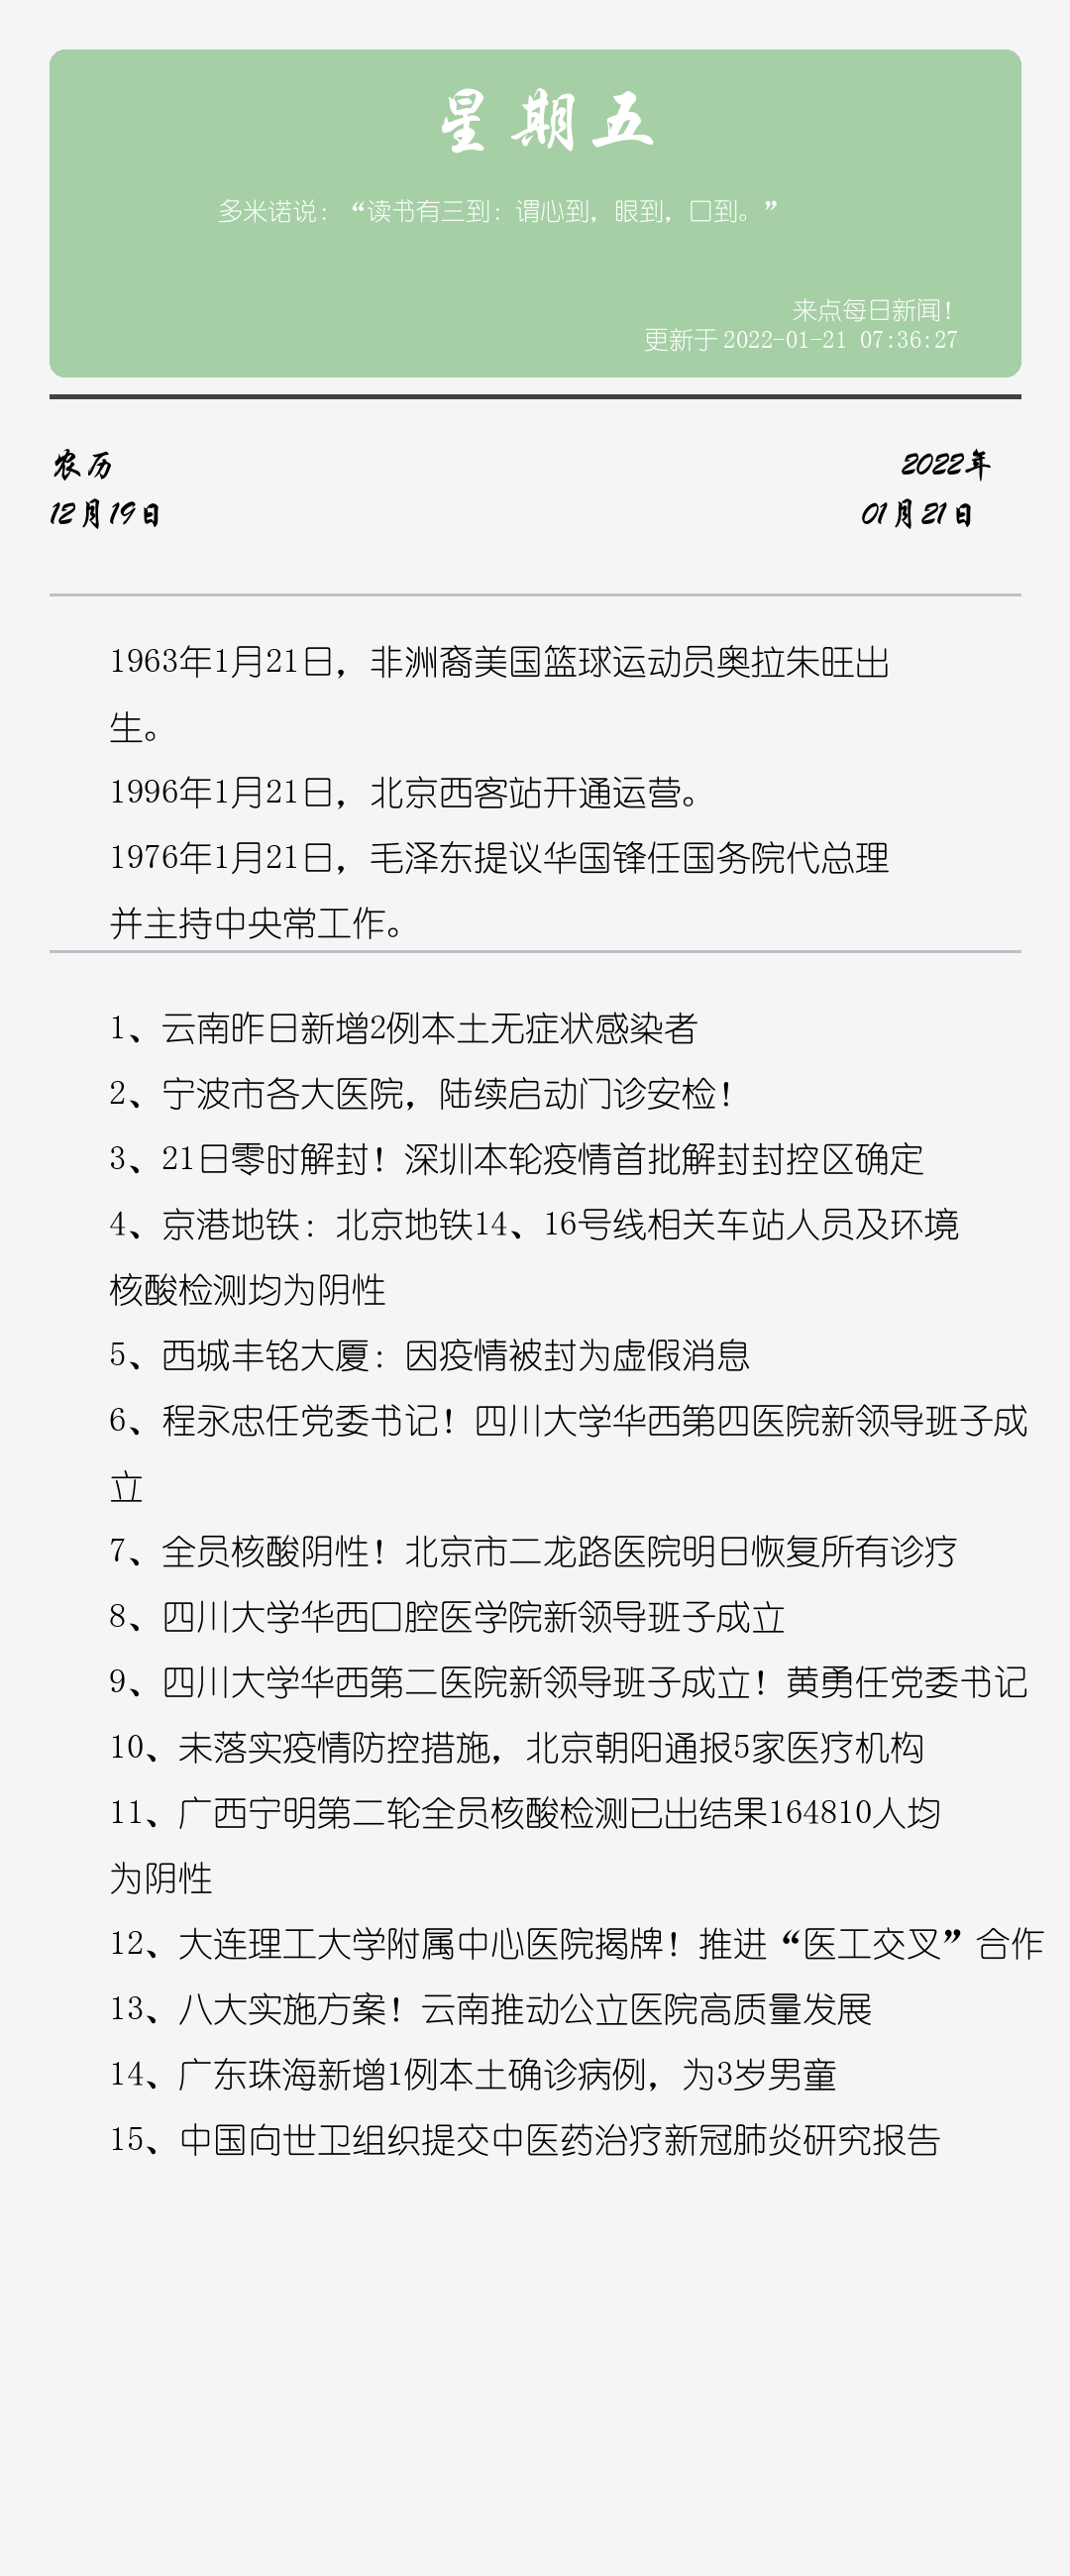 星期五
多米诺说：“读书有三到：谓心到，眼到，口到。”
来点每日新闻！
更新于 2022-01-21 07:36:27
农历
2022年
12月19日
01月21日
1963年1月21日，非洲裔美国篮球运动员奥拉朱旺出
生。
1996年1月21日，北京西客站开通运营。
1976年1月21日，毛泽东提议华国锋任国务院代总理
并主持中央常工作。
1、云南昨日新增2例本土无症状感染者
2、宁波市各大医院，陆续启动门诊安检！
3、21日零时解封！深圳本轮疫情首批解封封控区确定
4、京港地铁：北京地铁14、16号线相关车站人员及环境
核酸检测均为阴性
5、西城丰铭大厦：因疫情被封为虚假消息
6、程永忠任党委书记！四川大学华西第四医院新领导班子成
立
7、全员核酸阴性！北京市二龙路医院明日恢复所有诊疗
8、四川大学华西口腔医学院新领导班子成立
9、四川大学华西第二医院新领导班子成立！黄勇任党委书记
10、未落实疫情防控措施，北京朝阳通报5家医疗机构
11、广西宁明第二轮全员核酸检测已出结果164810人均
为阴性
12、大连理工大学附属中心医院揭牌！推进“医工交叉”合作
13、八大实施方案！云南推动公立医院高质量发展
14、广东珠海新增1例本土确诊病例，为3岁男童
15、中国向世卫组织提交中医药治疗新冠肺炎研究报告